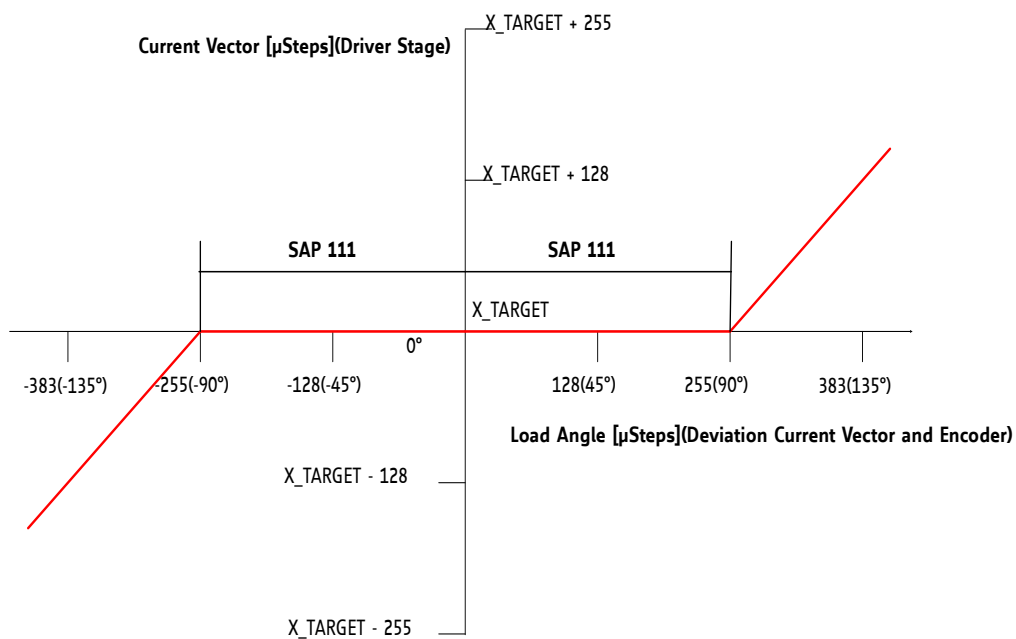 X_TARGET + 255
Current Vector [µSteps](Driver Stage)
X_TARGET + 128
SAP 111 SAP 111
X_TARGET
0°
-383(-135°) -255(-90°) -128(-45°) 128(45°) 255(90°) 383(135°)
Load Angle [µSteps](Deviation Current Vector and Encoder)
X_TARGET - 128
X_TARGET - 255